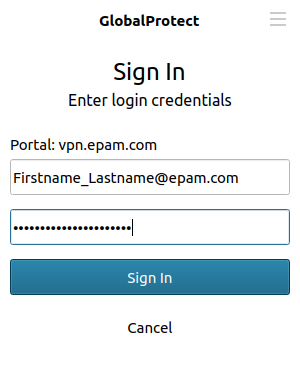 GlobalProtect
Sign In
Enter login credentials
Portal: vpn.epam.com
Firstname_Lastname@epam.com
••••••••••••••••••••••
Sign In
Cancel